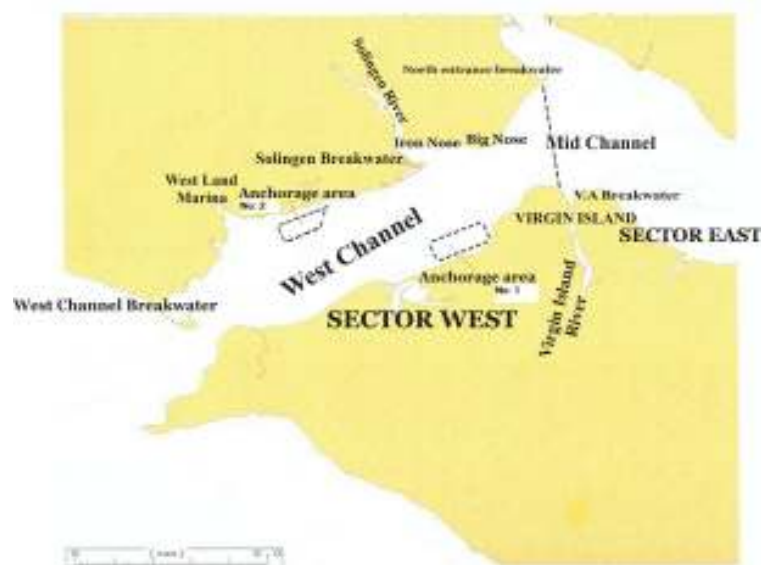 North entrance breakwater
Solingen River
Iron Nose
Big Nose
Mid Channel
Solingen Breakwater
West Land
Marina
Anchorage area
No. 2
V.A Breakwater
VIRGIN ISLAND
SECTOR EAST
West Channel
Anchorage area
No. 1
West Channel Breakwater
SECTOR WEST
Virgin Island
River